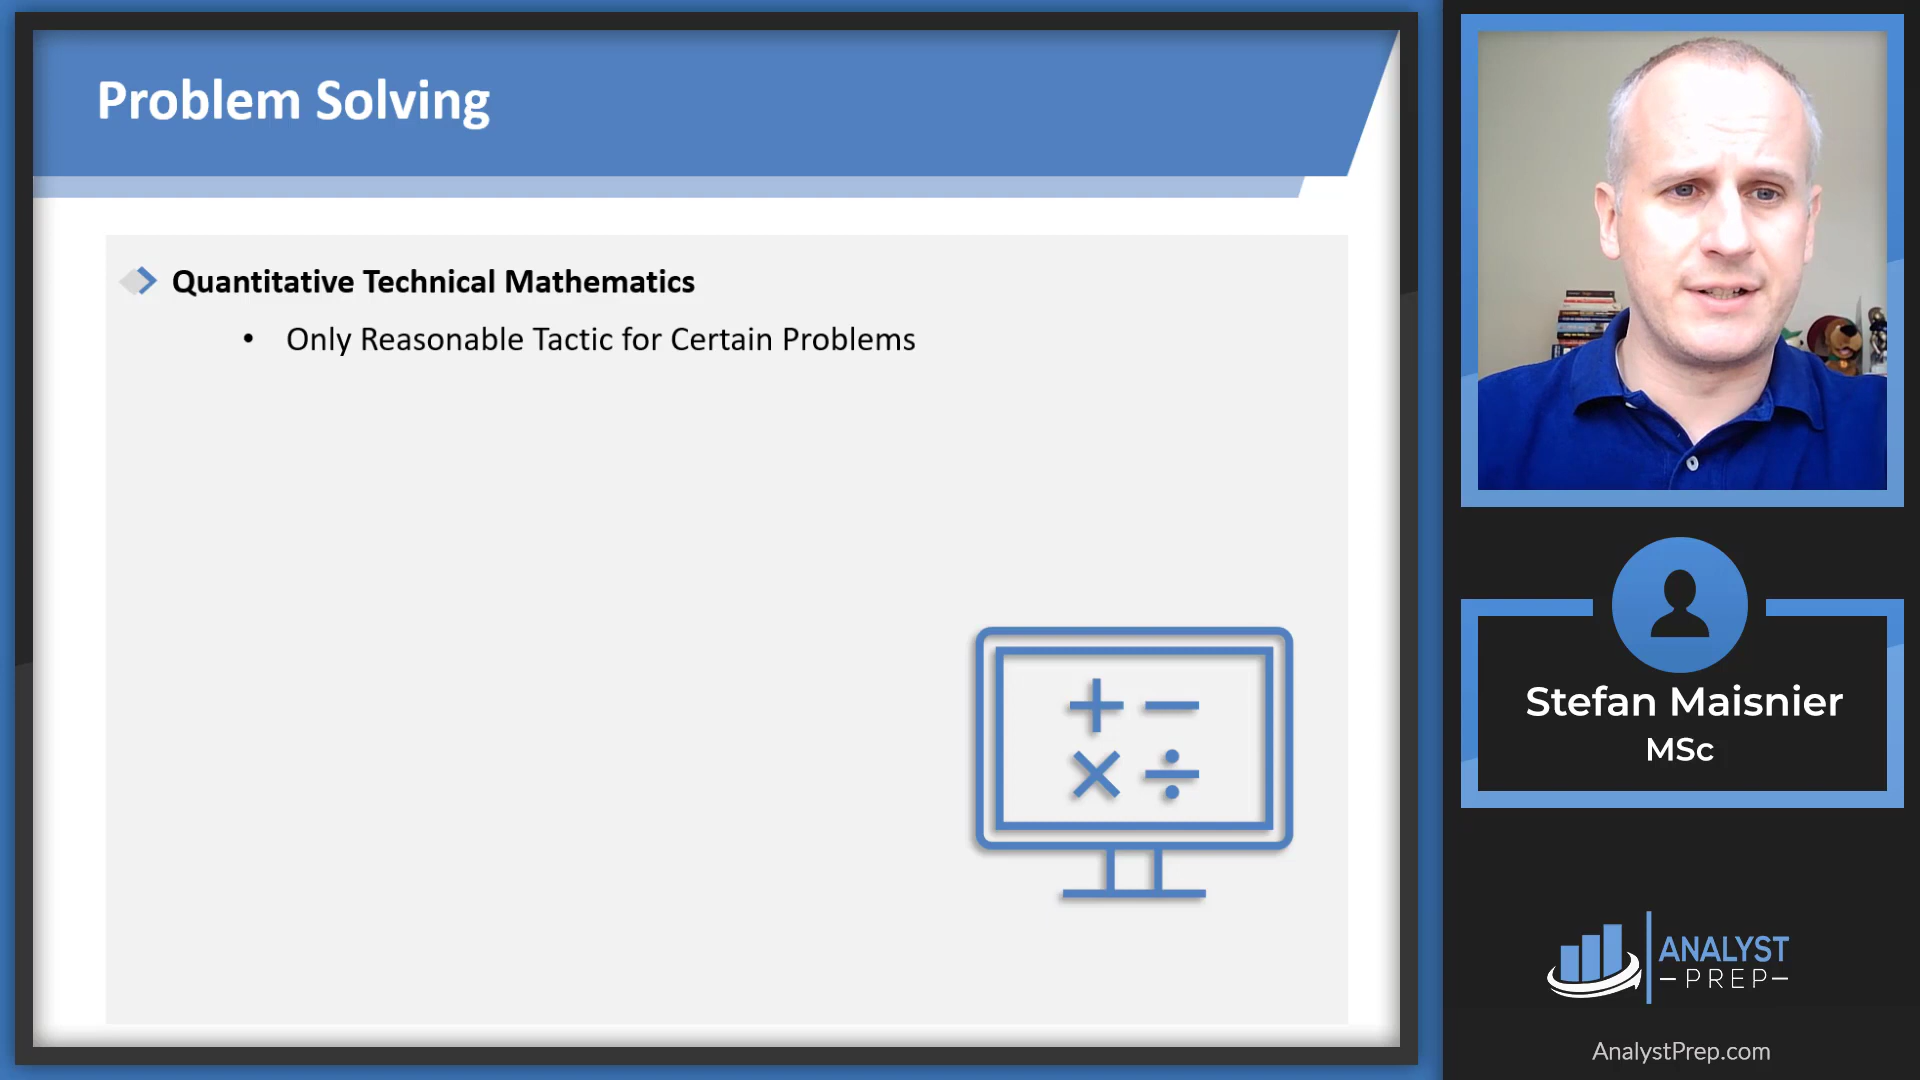 Problem Solving
Quantitative Technical Mathematics
• Only Reasonable Tactic for Certain Problems
Stefan Maisnier
MSc
ANALYST
PREP
AnalystPrep.com